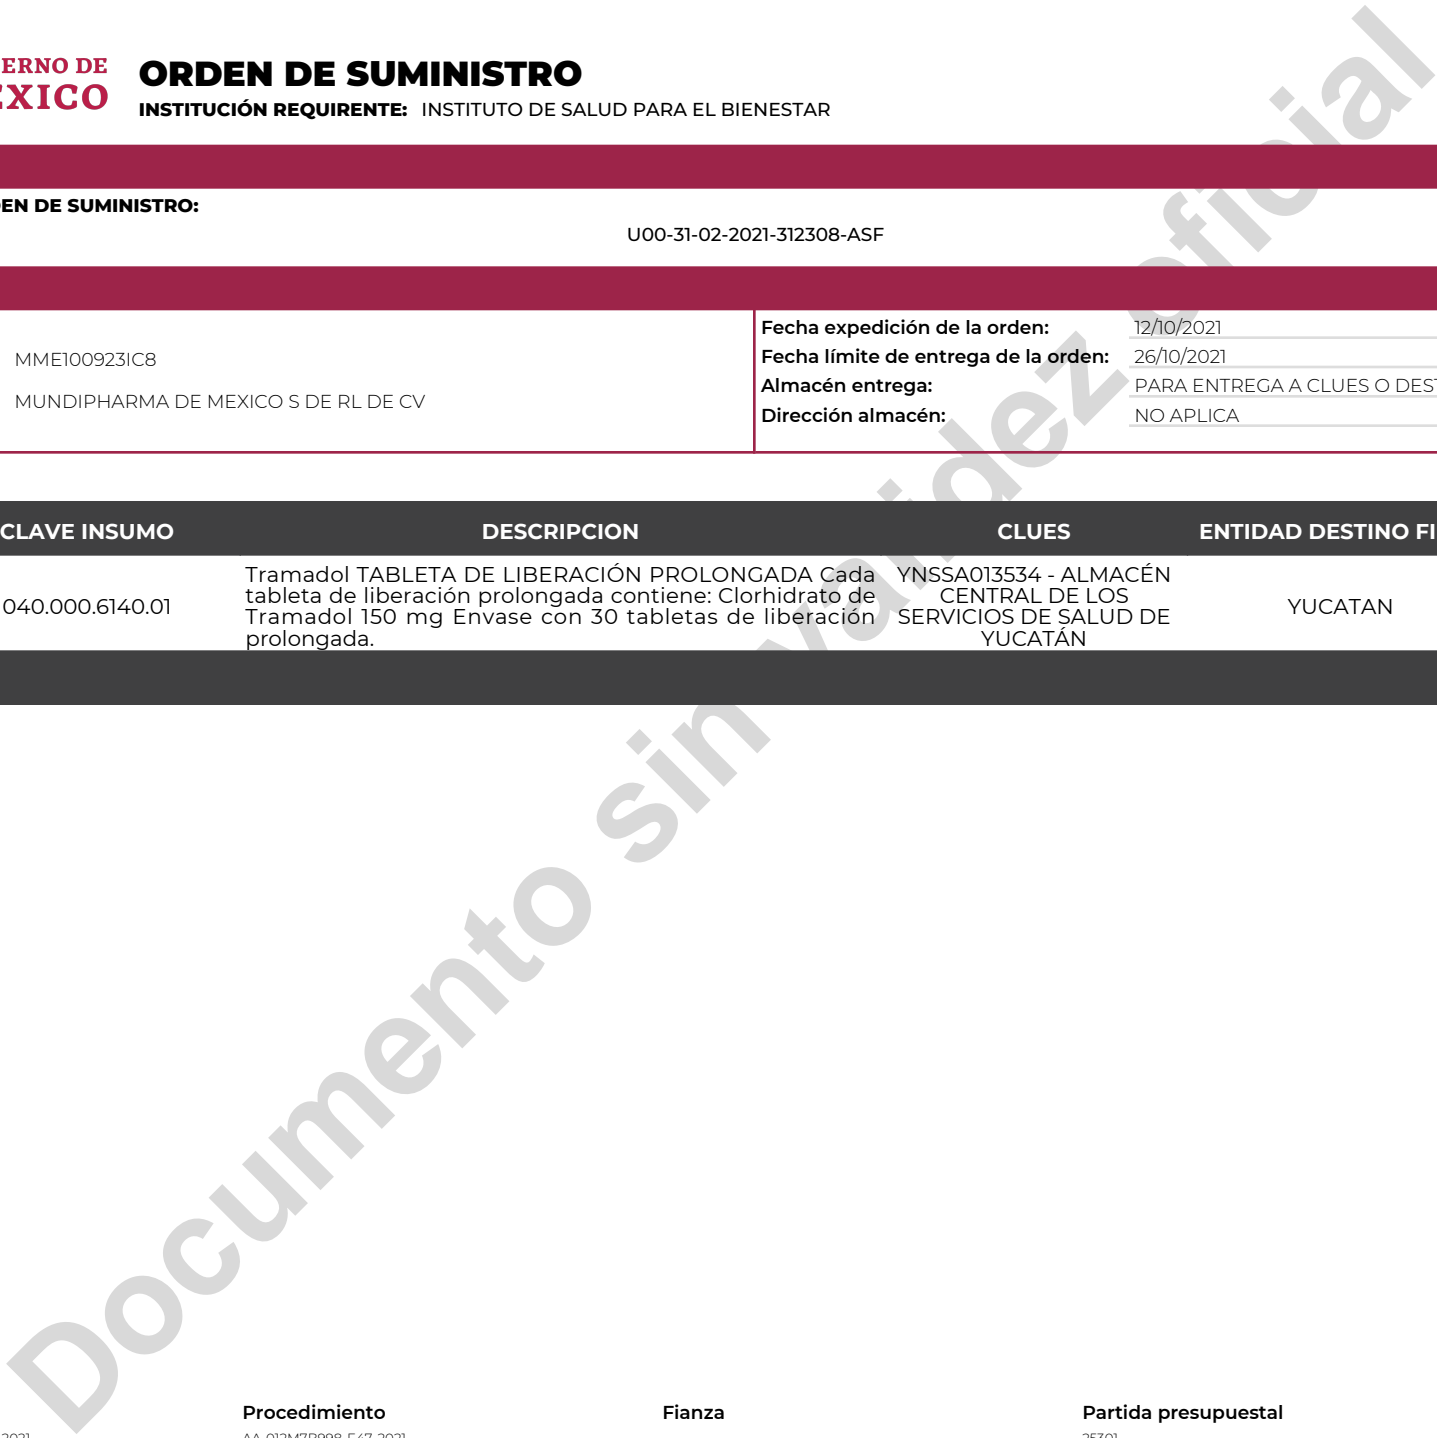 ERNO DE
EXICO
ORDEN DE SUMINISTRO
INSTITUCIÓN REQUIRENTE: INSTITUTO DE SALUD PARA EL BIENESTAR
EN DE SUMINISTRO:
U00-31-02-2021-312308-ASF
MME100923IC8
MUNDIPHARMA DE MEXICO S DE RL DE CV
Fecha expedición de la orden: 12/10/2021
Fecha límite de entrega de la orden: 26/10/2021
Almacén entrega: PARA ENTREGA A CLUES O DEST
Dirección almacén: NO APLICA
CLAVE INSUMO DESCRIPCION CLUES ENTIDAD DESTINO FI
040.000.6140.01
Tramadol TABLETA DE LIBERACIÓN PROLONGADA Cada
tableta de liberación prolongada contiene: Clorhidrato de
Tramadol 150 mg Envase con 30 tabletas de liberación
prolongada.
YNSSA013534 - ALMACÉN
CENTRAL DE LOS
SERVICIOS DE SALUD DE
YUCATÁN
YUCATAN
Documento sin validez oficial
Procedimiento Fianza Partida presupuestal